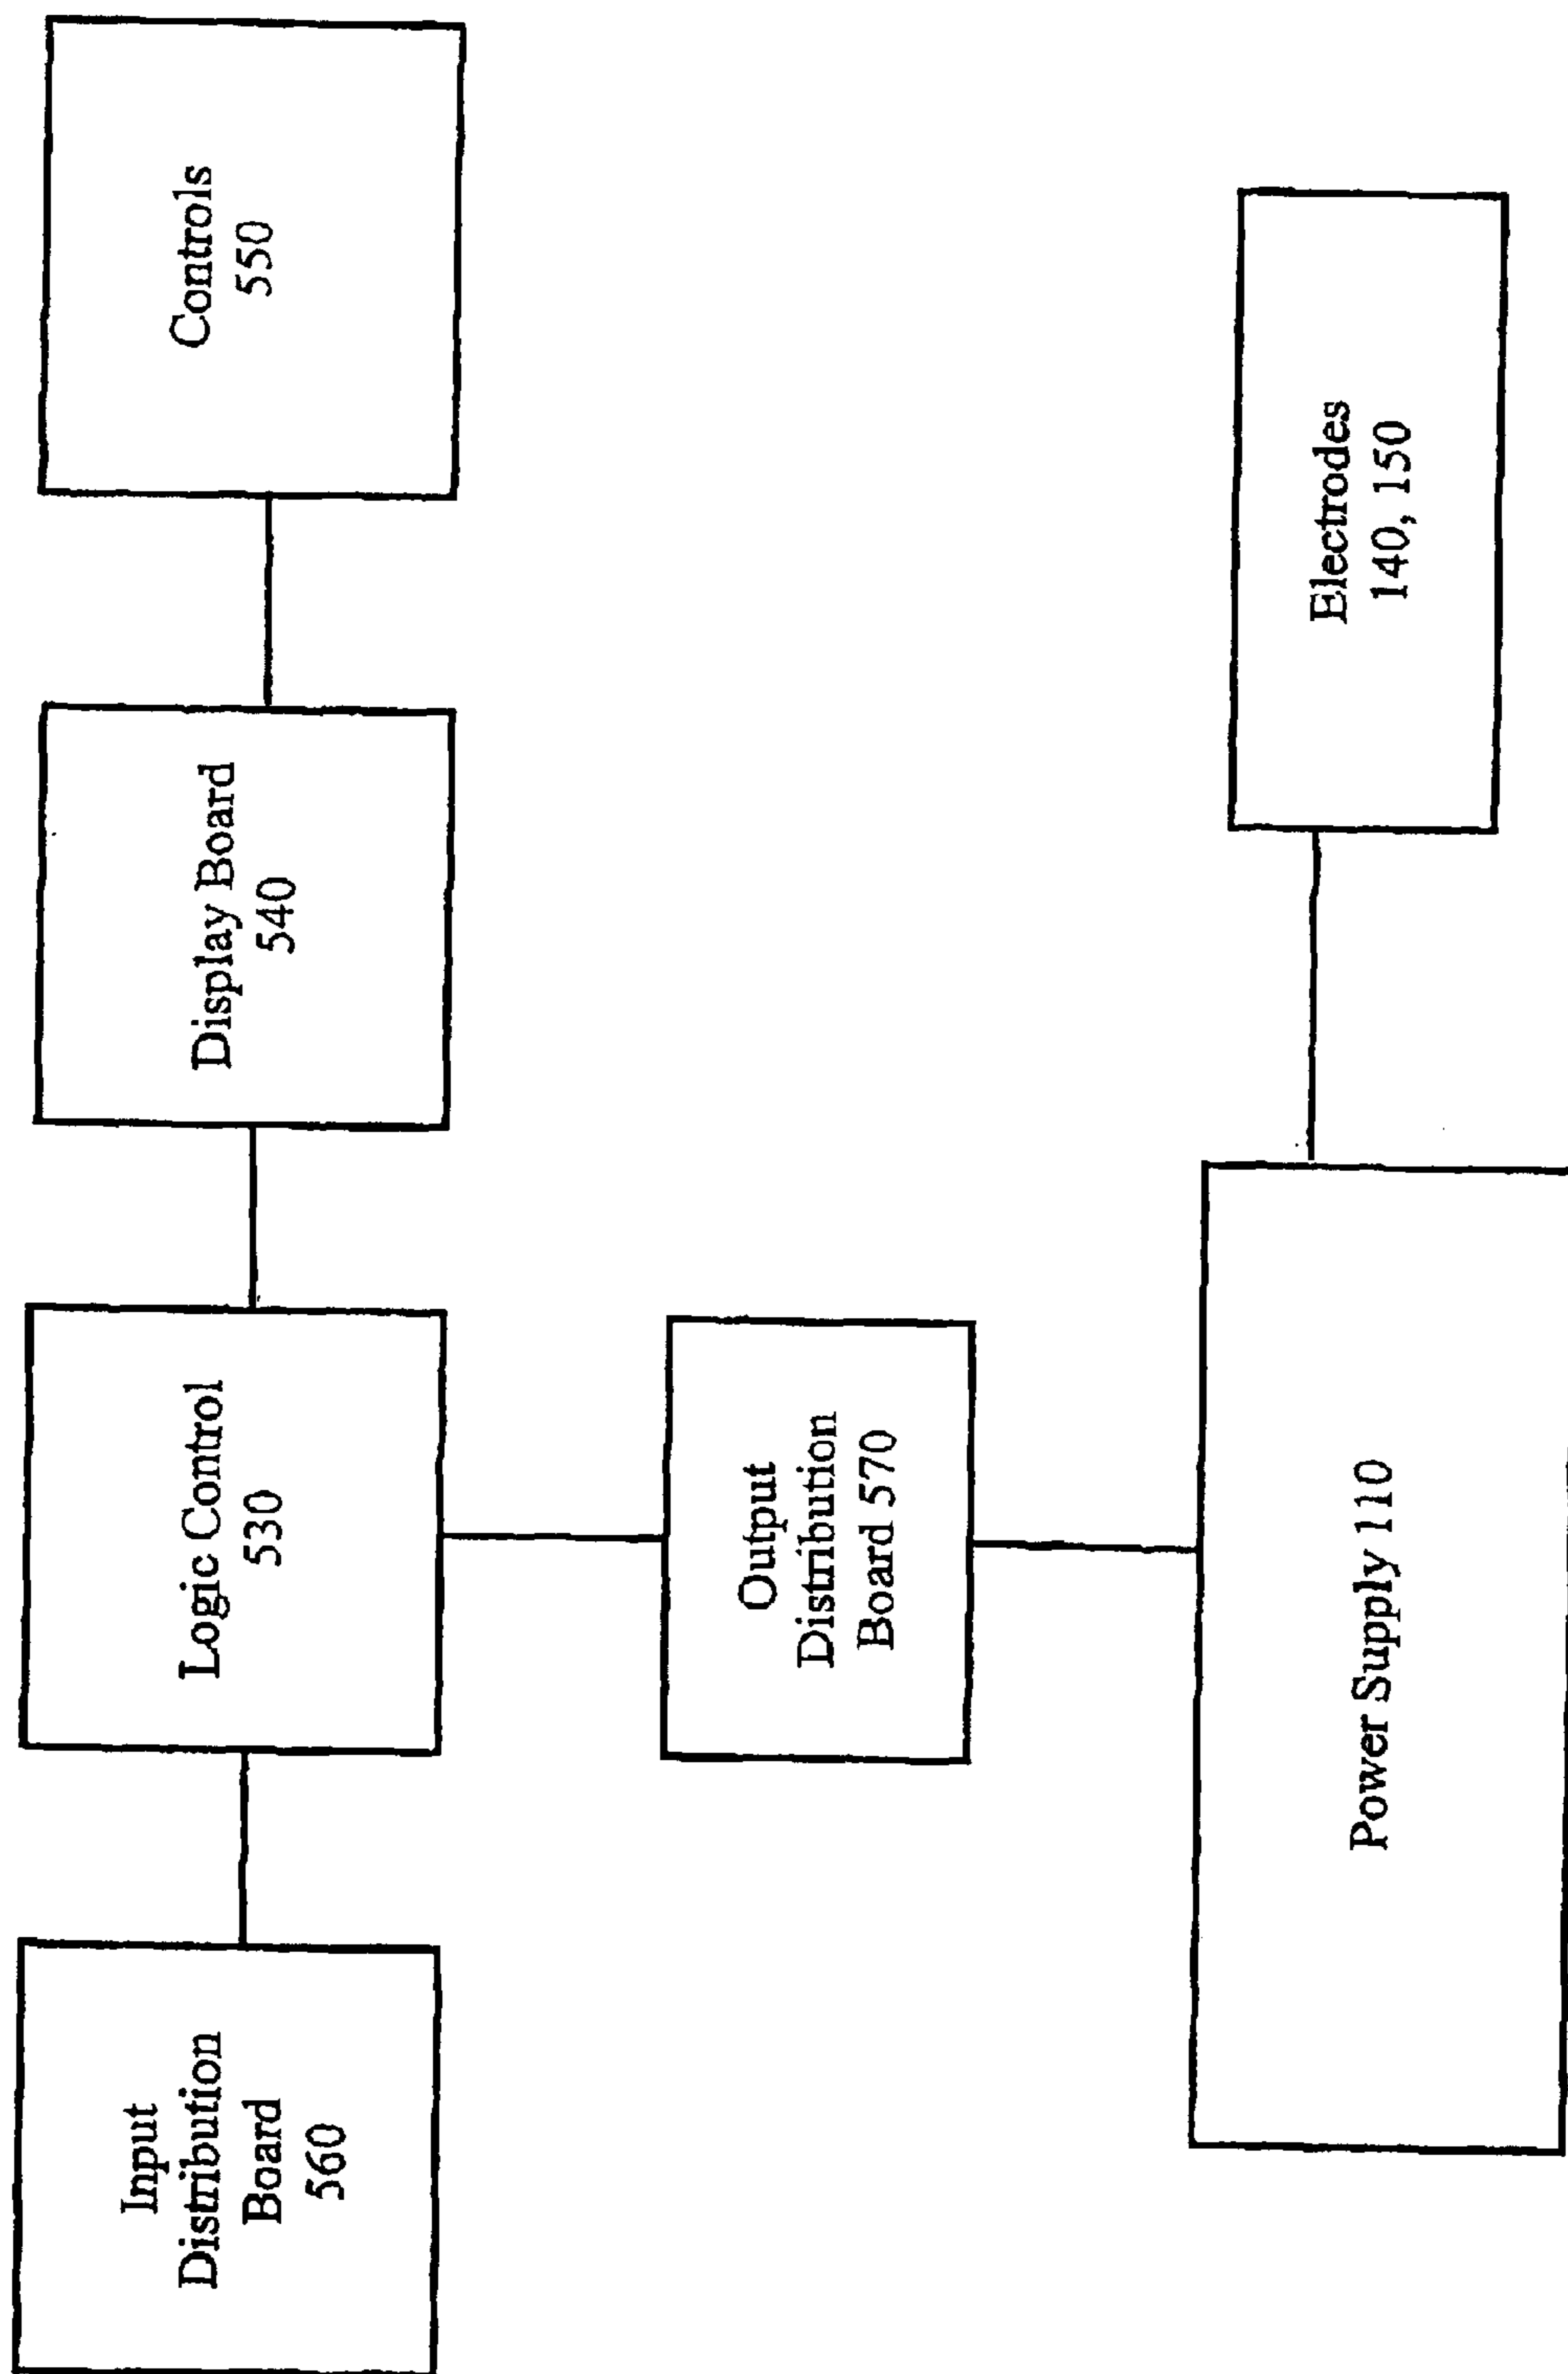 Input
Distribution
Board
560
Logic Control
530
Display Board
540
Controls
550
Output
Distribution
Board 570
Power Supply 110
Electrodes
140, 150